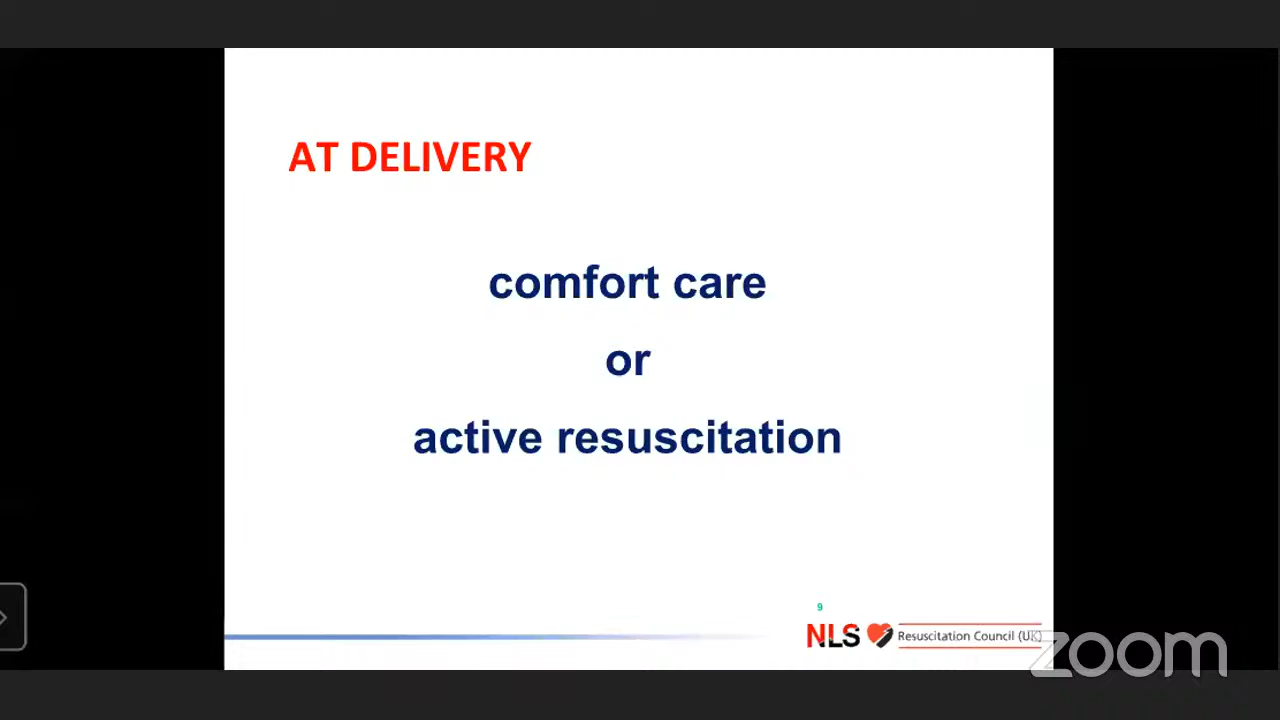 AT DELIVERY
comfort care
or
active resuscitation
9
NLS Resuscitation Council (UK)
zoom